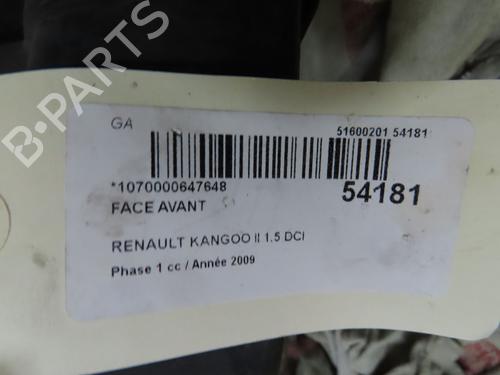 B-PARTS
GA
51600201 54181
*1070000647648
54181
FACE AVANT
RENAULT KANGOO II 1.5 DCI
Phase 1 cc / Année 2009